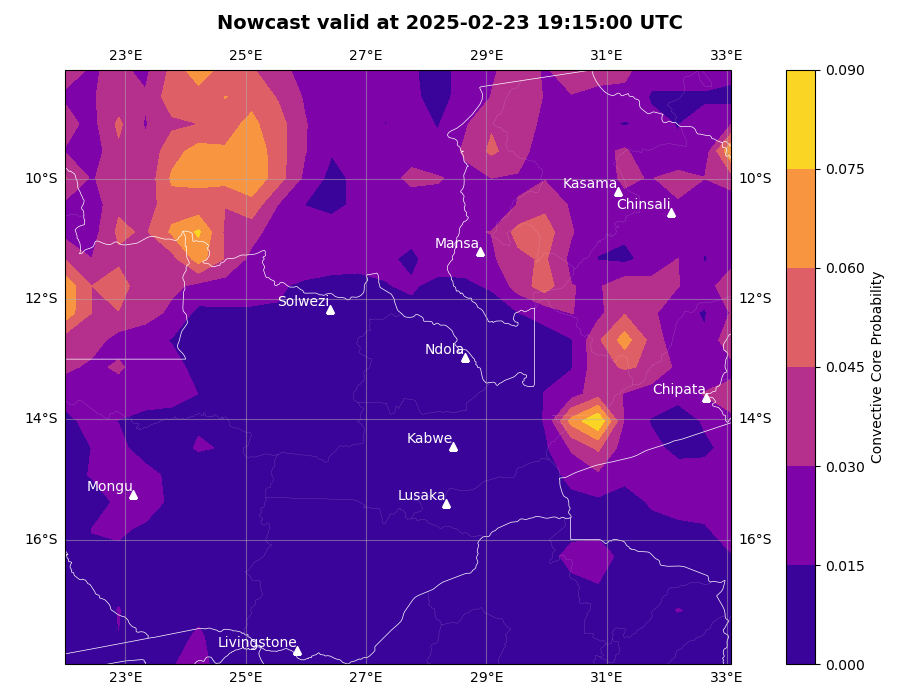 Nowcast valid at 2025-02-23 19:15:00 UTC
23°E 25°E 27°E 29°E 31°E 33°E
0.090
0.075
10°S Kasama 10°S
Chinsali
Mansa
0.060
12°S 12°S
Solwezi
Convective Core Probability
Ndola
0.045
Chipata
14°S 14°S
Kabwe
0.030
Mongu
Lusaka
16°S 16°S
0.015
Livingstone
0.000
23°E 25°E 27°E 29°E 31°E 33°E